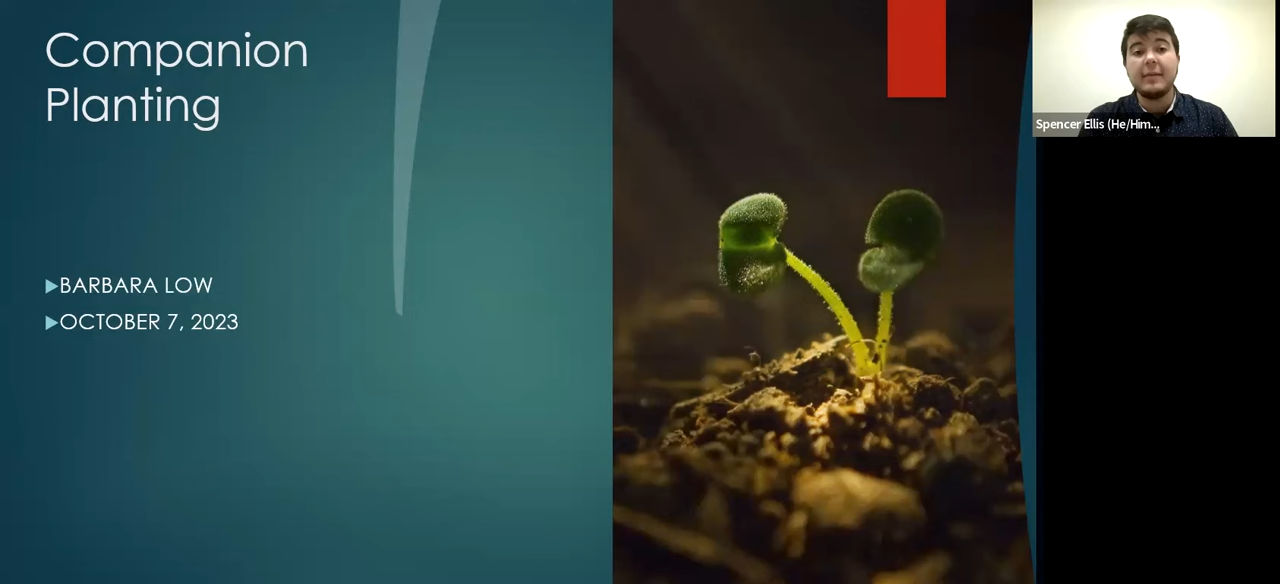 Companion
Planting
BARBARA LOW
OCTOBER 7, 2023
Spencer Ellis (He/Him...